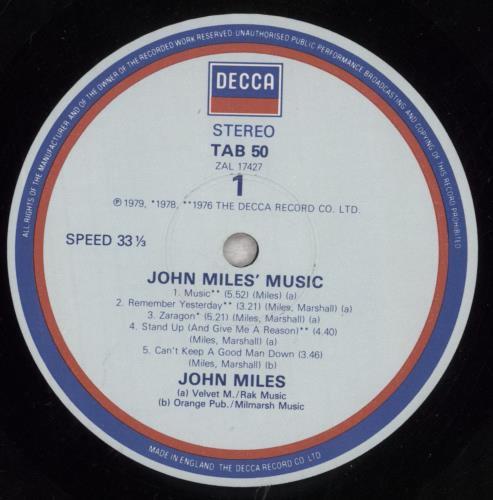 ALL RIGHTS OF THE MANUFACTURER AND OF THE OWNER OF THE RECORDED WORK RESERVED. UNAUTHORISED PUBLIC PERFORMANCE BROADCASTING AND COPYING OF THIS RECORD PROHIBITED
DECCA
STEREO
TAB 50
ZAL 17427
1
℗ 1979, *1978, **1976 THE DECCA RECORD CO. LTD.
SPEED 33 ⅓
JOHN MILES' MUSIC
1. Music** (5.52) (Miles) (a)
2. Remember Yesterday** (3.21) (Miles, Marshall) (a)
3. Zaragon* (5.21) (Miles, Marshall) (a)
4. Stand Up (And Give Me A Reason)** (4.40)
(Miles, Marshall) (a)
5. Can't Keep A Good Man Down (3.46)
(Miles, Marshall) (b)
JOHN MILES
(a) Velvet M./Rak Music
(b) Orange Pub./Milmarsh Music
MADE IN ENGLAND THE DECCA RECORD CO LTD